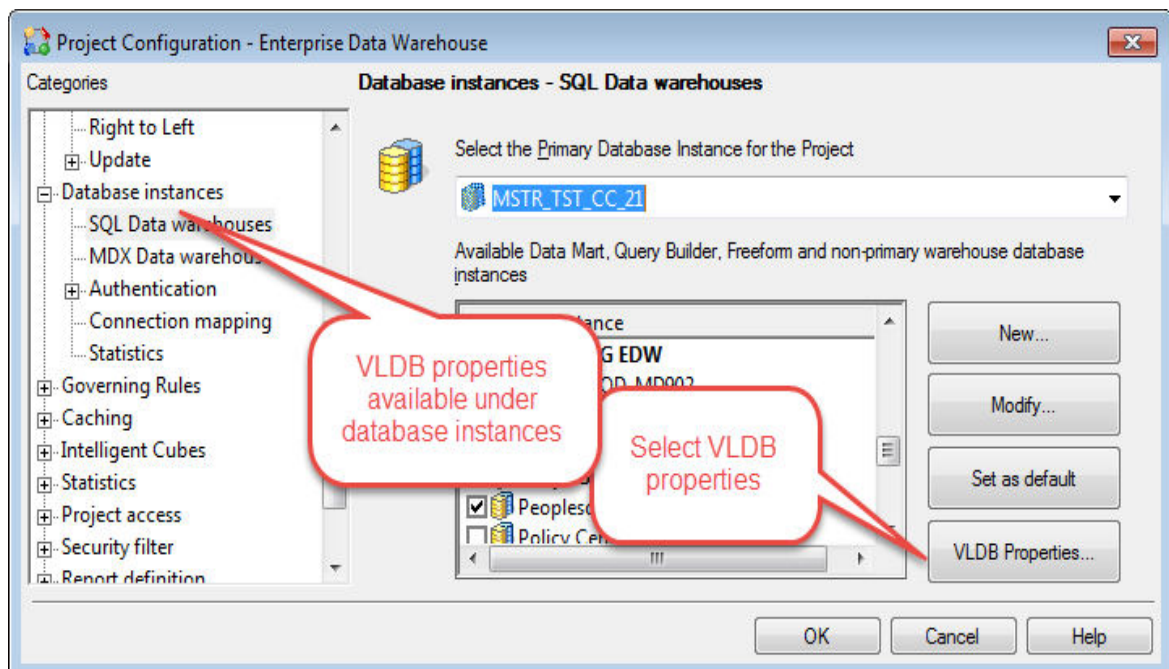 Project Configuration - Enterprise Data Warehouse
Categories
Right to Left
Update
Database instances
SQL Data warehouses
MDX Data warehou
Authentication
Connection mapping
Statistics
Governing Rules
Caching
Intelligent Cubes
Statistics
Project access
Security filter
Report definition
Database instances - SQL Data warehouses
Select the Primary Database Instance for the Project
MSTR_TST_CC_21
Available Data Mart, Query Builder, Freeform and non-primary warehouse database
instances
G EDW
VLDB properties
available under
database instances
Select VLDB
properties
New...
Modify...
Set as default
VLDB Properties...
OK
Cancel
Help